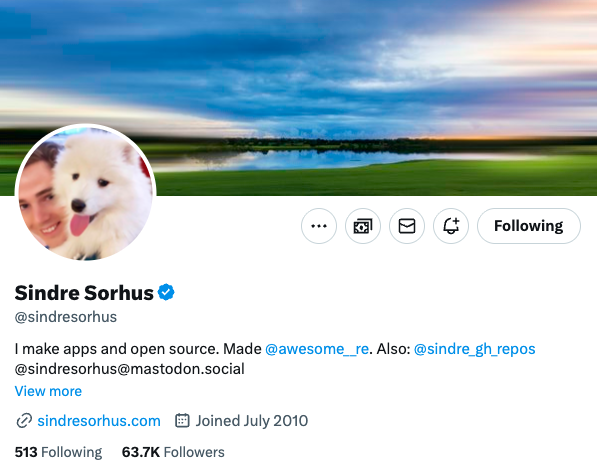 Following
Sindre Sorhus
@sindresorhus
I make apps and open source. Made @awesome__re. Also: @sindre_gh_repos
@sindresorhus@mastodon.social
View more
sindresorhus.com Joined July 2010
513 Following 63.7K Followers